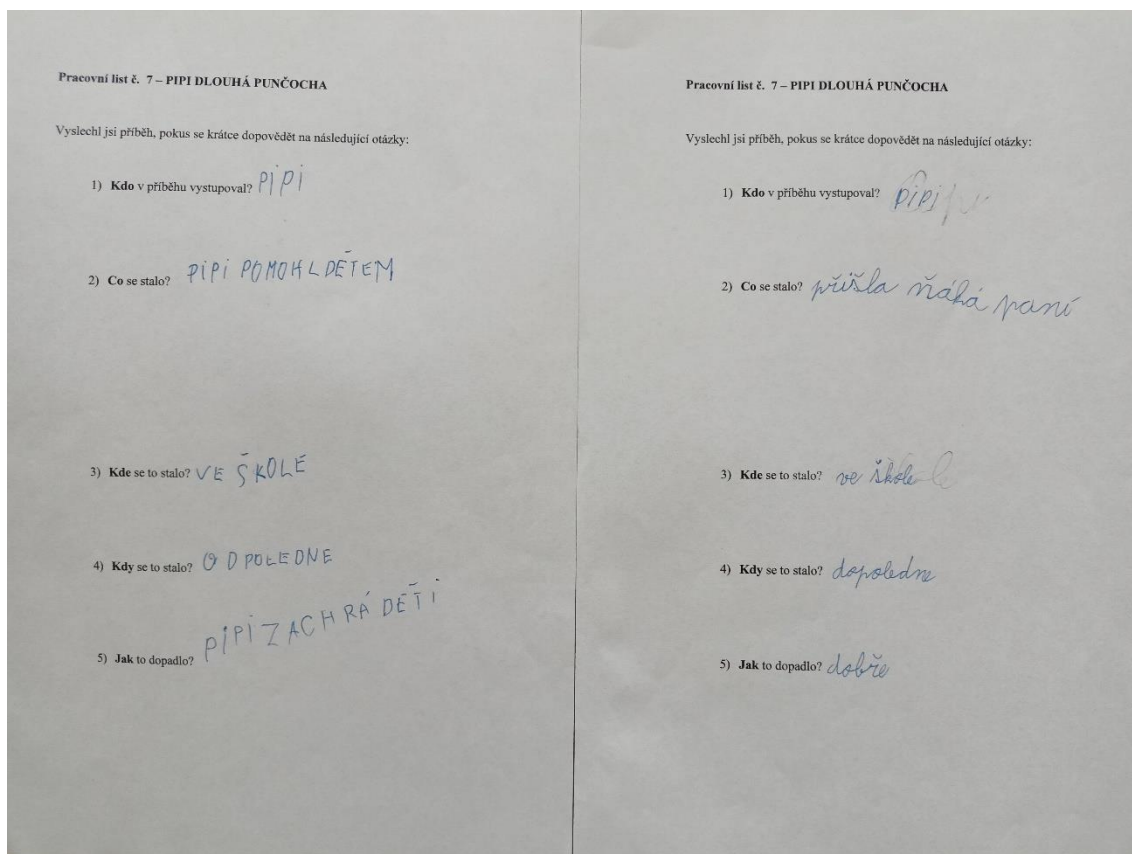 Pracovní list č. 7 – PIPI DLOUHÁ PUNČOCHA
Vyslechl jsi příběh, pokus se krátce dopovědět na následující otázky:
1) Kdo v příběhu vystupoval? PIPI
2) Co se stalo? PIPI POMOHL DĚTEM
3) Kde se to stalo? VE ŠKOLE
4) Kdy se to stalo? ODPOLEDNE
5) Jak to dopadlo? PIPI ZACHRÁ DĚTI
Pracovní list č. 7 – PIPI DLOUHÁ PUNČOCHA
Vyslechl jsi příběh, pokus se krátce dopovědět na následující otázky:
1) Kdo v příběhu vystupoval? pipi
2) Co se stalo? přišla ňáká paní
3) Kde se to stalo? ve škole
4) Kdy se to stalo? dopoledne
5) Jak to dopadlo? dobře